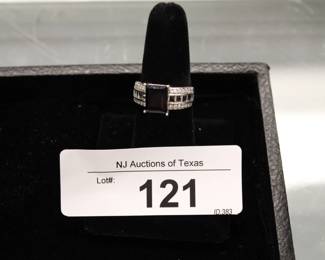 NJ Auctions of Texas
Lot#:
121
ID:383